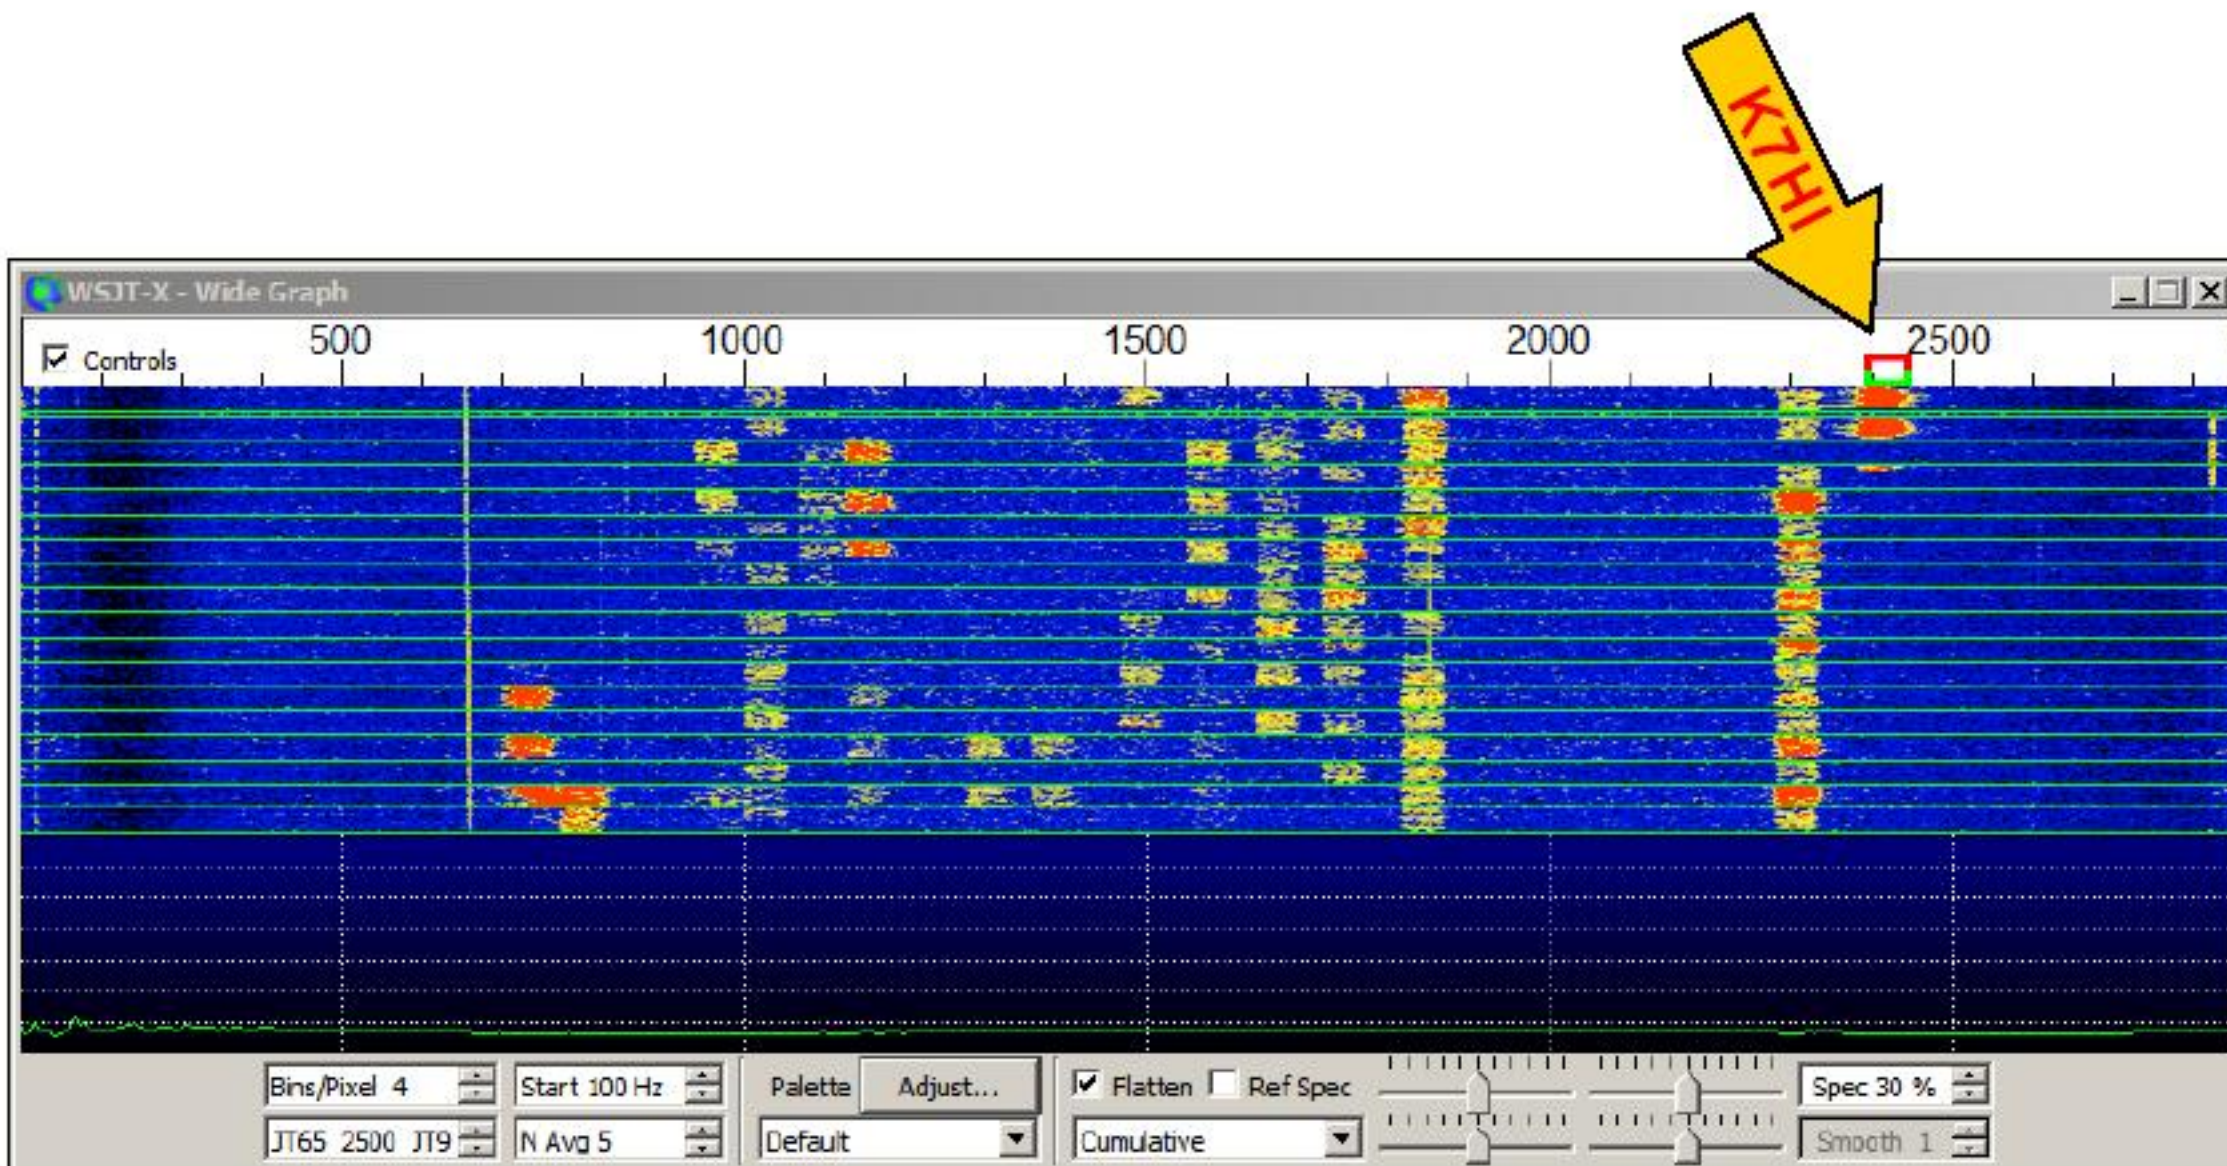 K7HI
WSJT-X - Wide Graph
Controls
500 1000 1500 2000 2500
Bins/Pixel 4 Start 100 Hz Palette Adjust... Flatten Ref Spec Spec 30 %
JT65 2500 JT9 N Avg 5 Default Cumulative Smooth 1